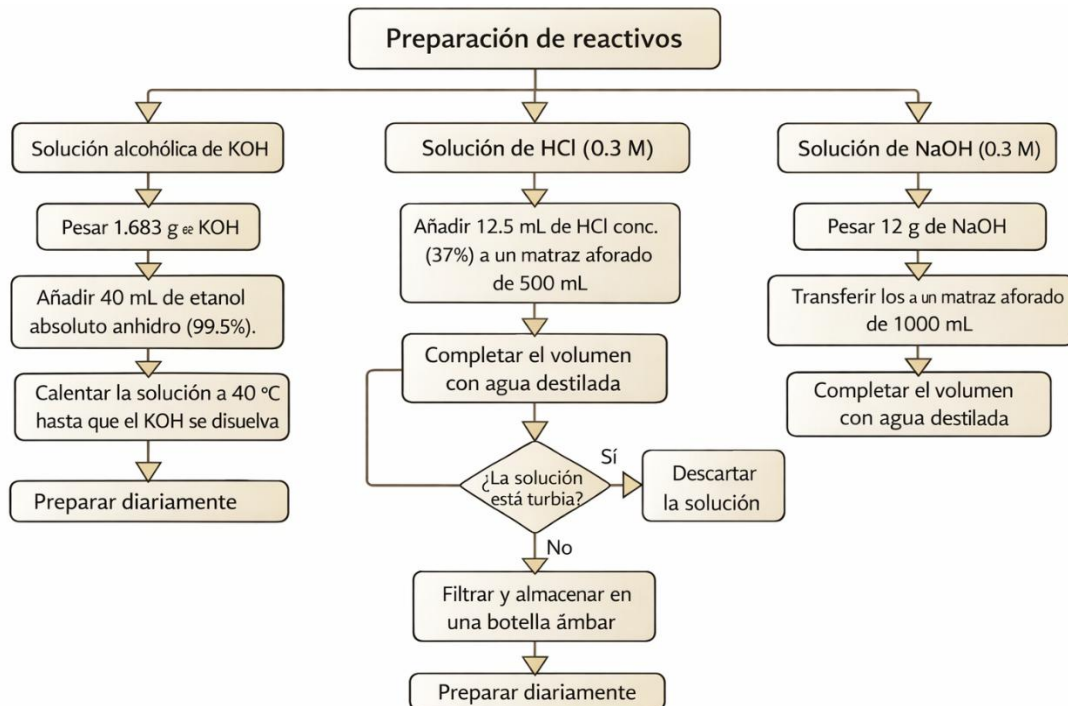 Preparación de reactivos
Solución alcohólica de KOH
Pesar 1.683 g ee KOH
Añadir 40 mL de etanol
absoluto anhidro (99.5%).
Calentar la solución a 40 ºC
hasta que el KOH se disuelva
Preparar diariamente
Solución de HCl (0.3 M)
Añadir 12.5 mL de HCl conc.
(37%) a un matraz aforado
de 500 mL
Completar el volumen
con agua destilada
¿La solución
está turbia?
Sí
Descartar
la solución
No
Filtrar y almacenar en
una botella ámbar
Preparar diariamente
Solución de NaOH (0.3 M)
Pesar 12 g de NaOH
Transferir los a un matraz aforado
de 1000 mL
Completar el volumen
con agua destilada